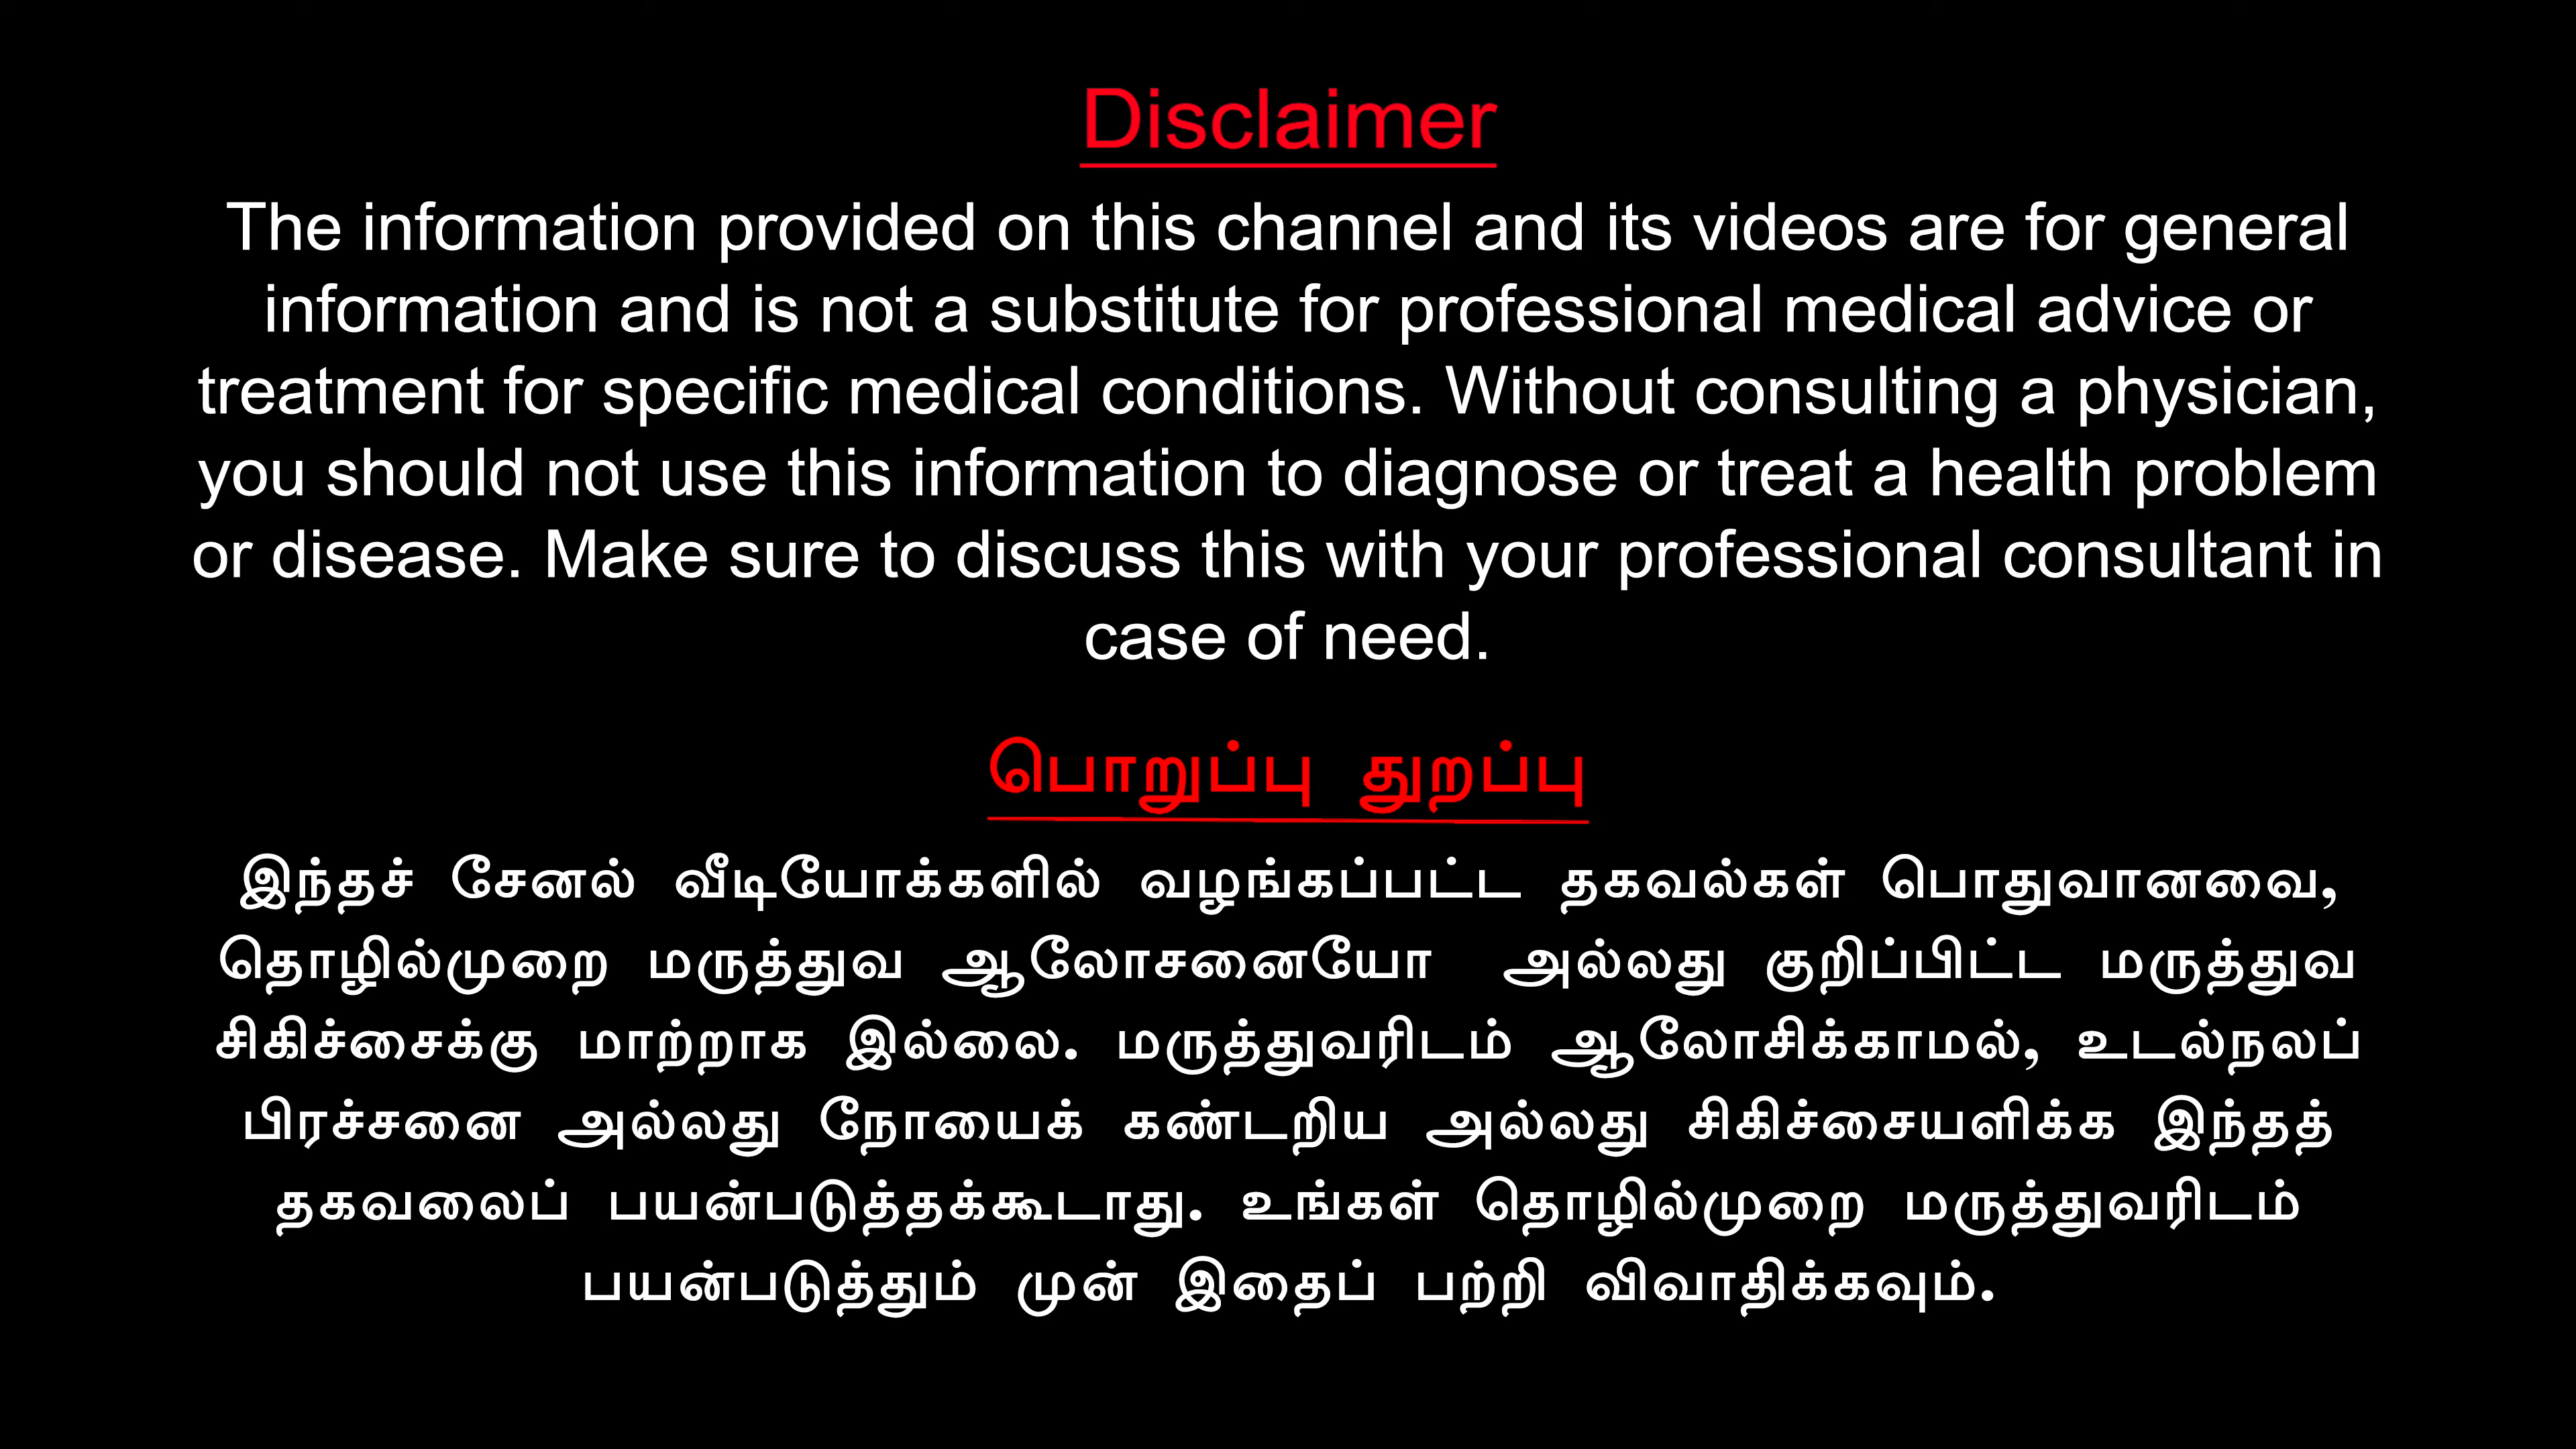 Disclaimer
The information provided on this channel and its videos are for general
information and is not a substitute for professional medical advice or
treatment for specific medical conditions. Without consulting a physician,
you should not use this information to diagnose or treat a health problem
or disease. Make sure to discuss this with your professional consultant in
case of need.
பொறுப்பு துறப்பு
இந்தச் சேனல் வீடியோக்களில் வழங்கப்பட்ட தகவல்கள் பொதுவானவை,
தொழில்முறை மருத்துவ ஆலோசனையோ அல்லது குறிப்பிட்ட மருத்துவ
சிகிச்சைக்கு மாற்றாக இல்லை. மருத்துவரிடம் ஆலோசிக்காமல், உடல்நலப்
பிரச்சனை அல்லது நோயைக் கண்டறிய அல்லது சிகிச்சையளிக்க இந்தத்
தகவலைப் பயன்படுத்தக்கூடாது. உங்கள் தொழில்முறை மருத்துவரிடம்
பயன்படுத்தும் முன் இதைப் பற்றி விவாதிக்கவும்.